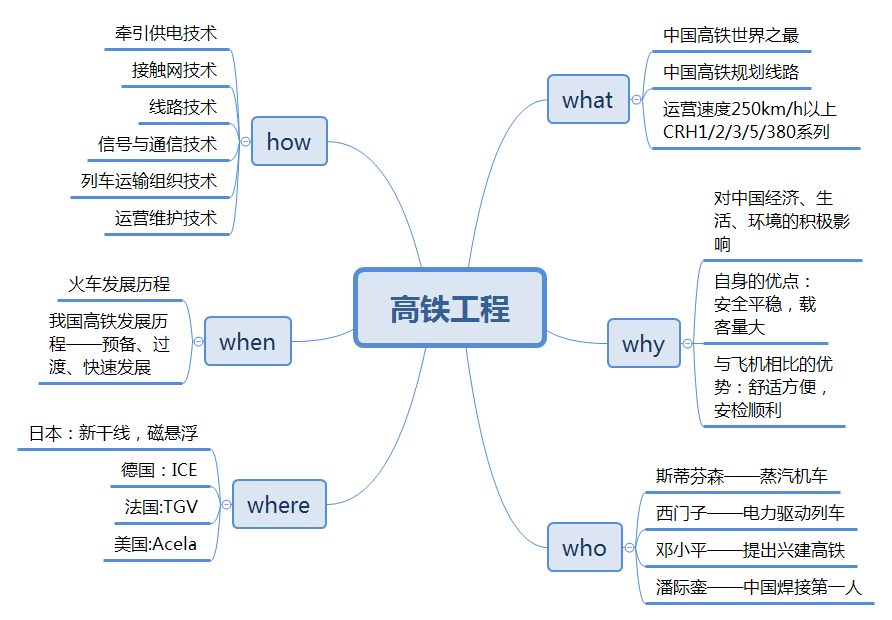 高铁工程
what
中国高铁世界之最
中国高铁规划线路
运营速度250km/h以上
CRH1/2/3/5/380系列
why
对中国经济、生
活、环境的积极影
响
自身的优点：
安全平稳，载
客量大
与飞机相比的优
势：舒适方便，
安检顺利
who
斯蒂芬森——蒸汽机车
西门子——电力驱动列车
邓小平——提出兴建高铁
潘际銮——中国焊接第一人
how
牵引供电技术
接触网技术
线路技术
信号与通信技术
列车运输组织技术
运营维护技术
when
火车发展历程
我国高铁发展历
程——预备、过
渡、快速发展
where
日本：新干线，磁悬浮
德国：ICE
法国:TGV
美国:Acela